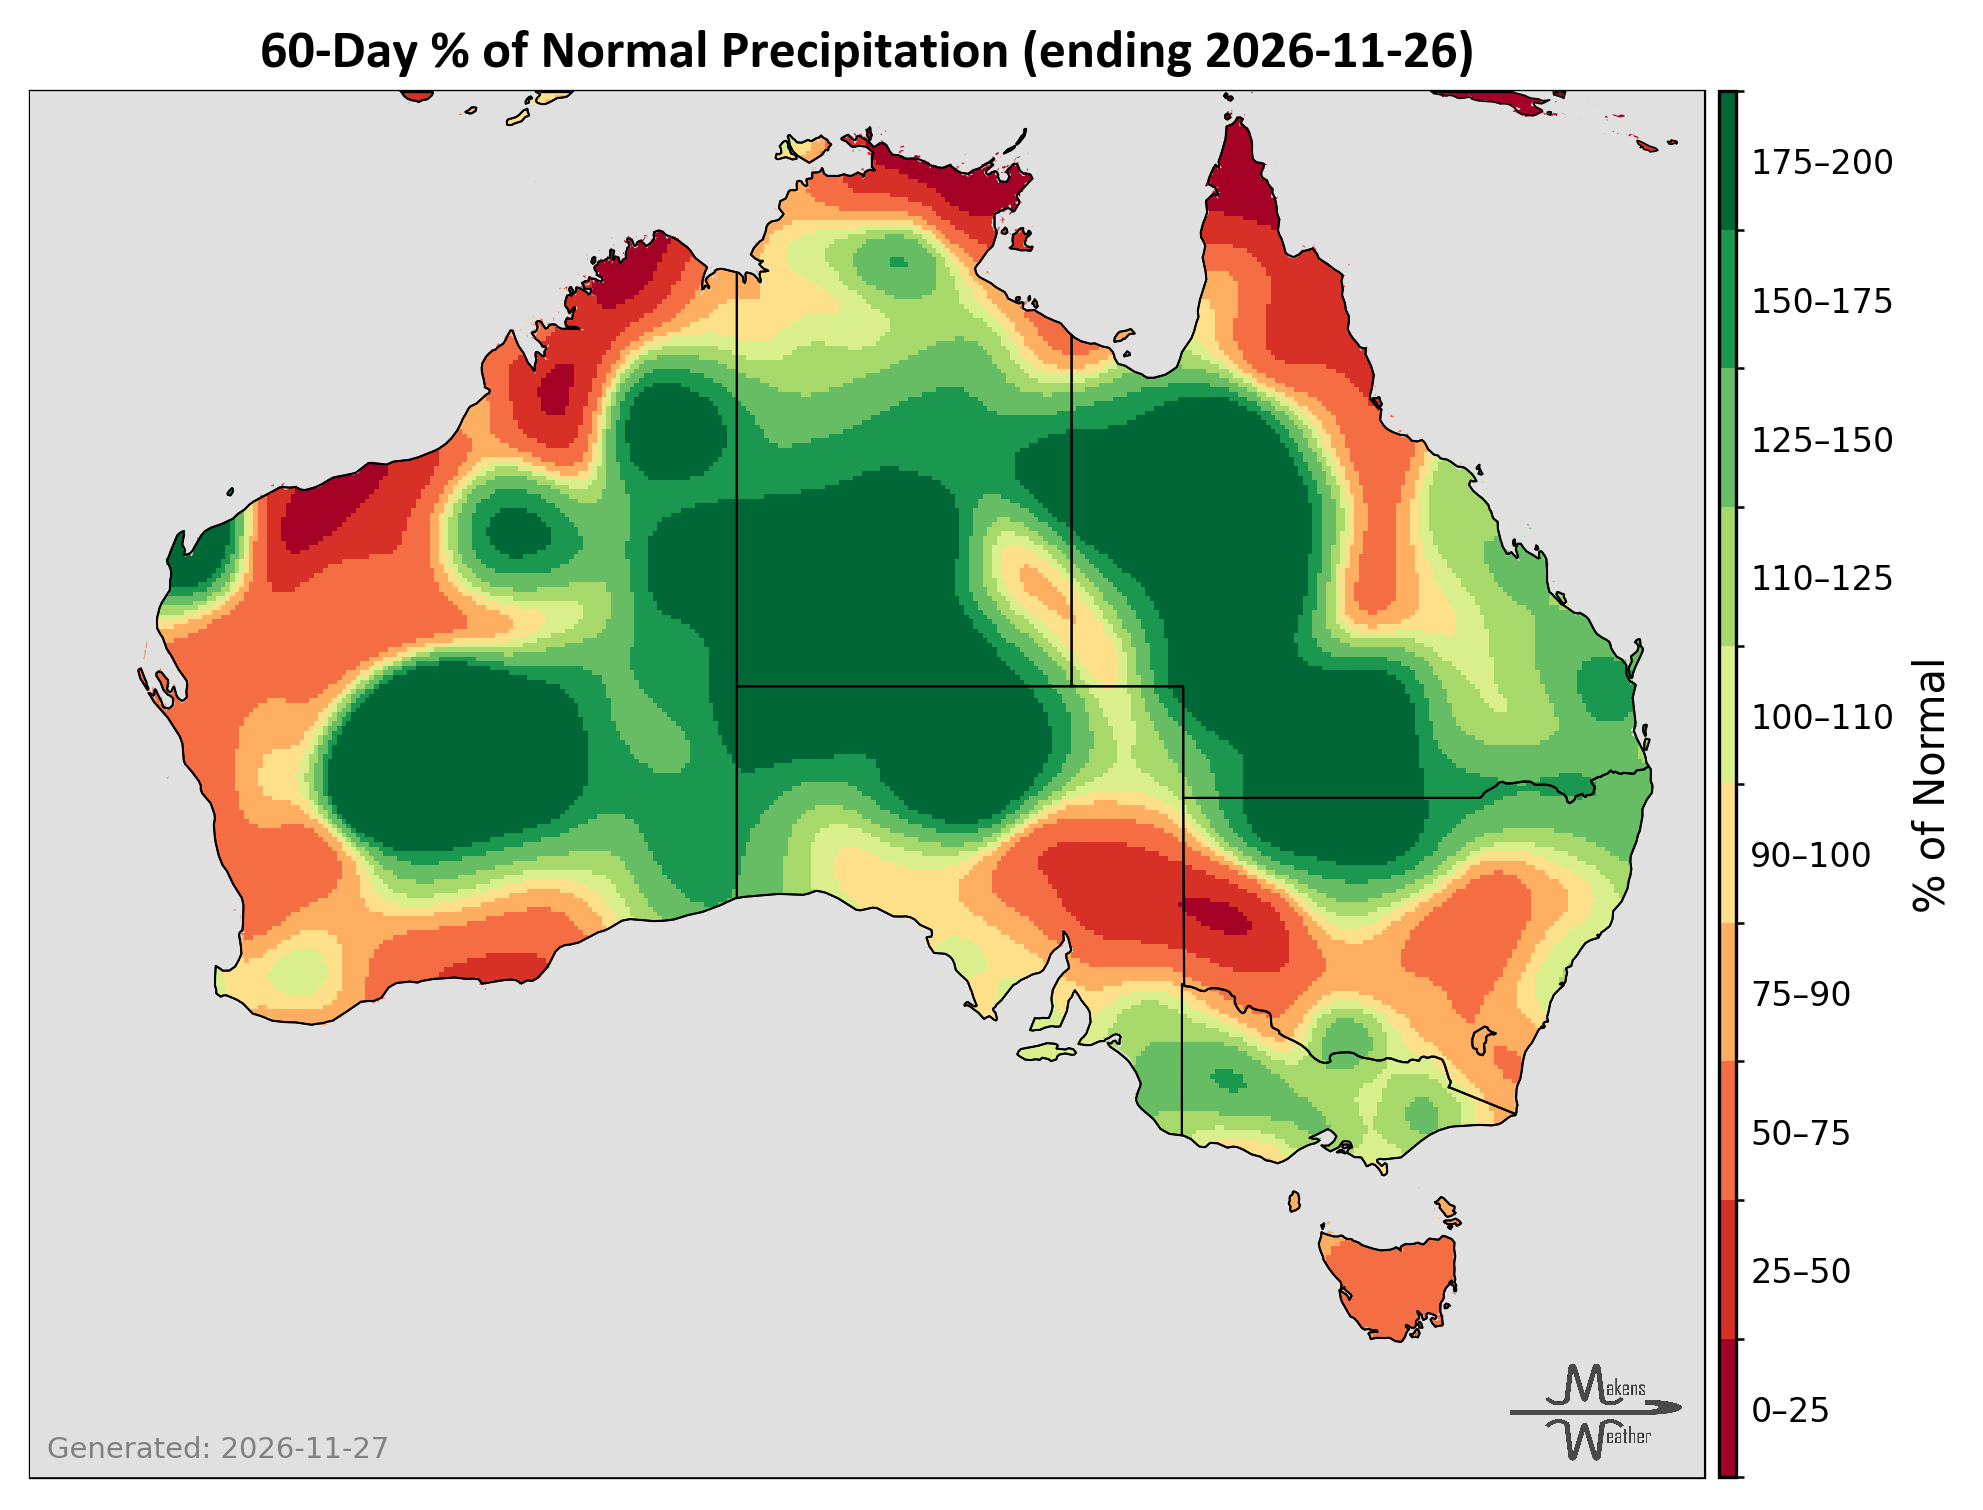 60-Day % of Normal Precipitation (ending 2026-11-26)
175–200
150–175
125–150
110–125
100–110
90–100
75–90
50–75
25–50
0–25
% of Normal
Makens
Weather
Generated: 2026-11-27